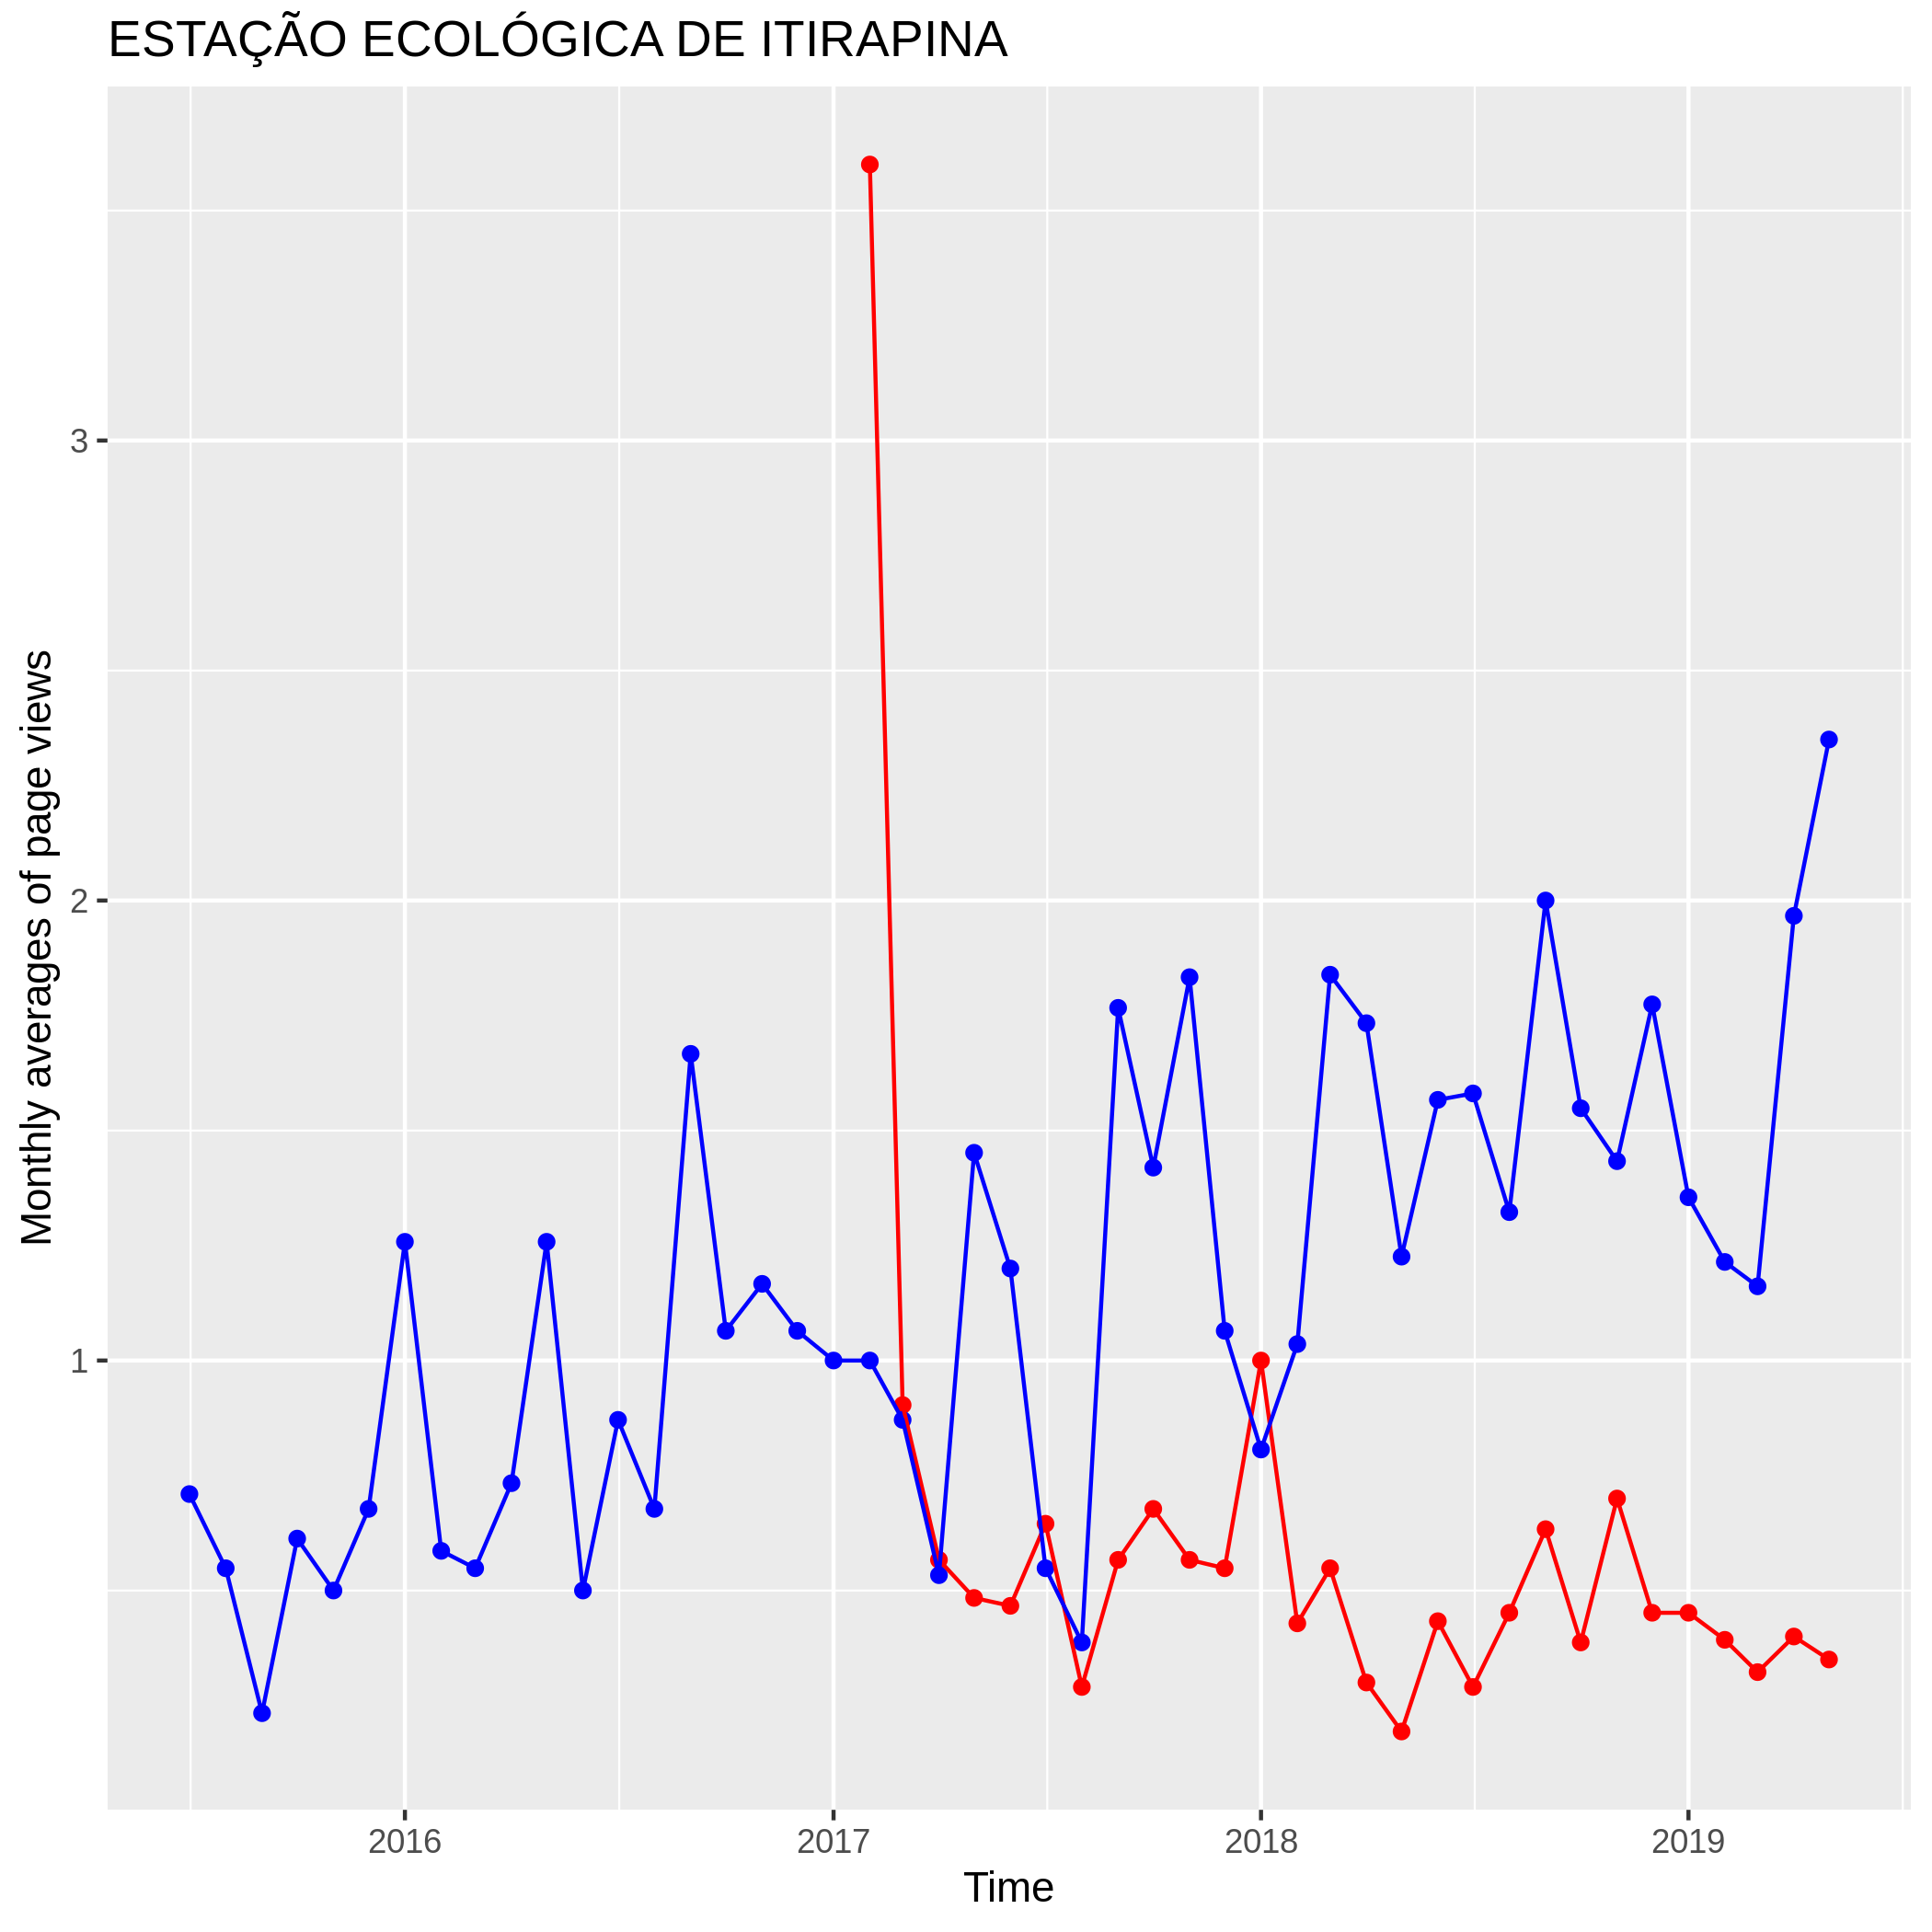 ESTAÇÃO ECOLÓGICA DE ITIRAPINA
Monthly averages of page views
3
2
1
2016
2017
2018
2019
Time